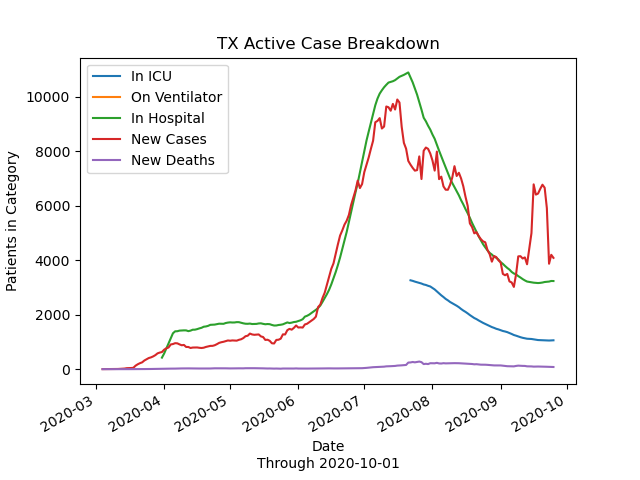 TX Active Case Breakdown
In ICU
On Ventilator
In Hospital
New Cases
New Deaths
Patients in Category
10000
8000
6000
4000
2000
0
2020-03
2020-04
2020-05
2020-06
2020-07
2020-08
2020-09
2020-10
Date
Through 2020-10-01